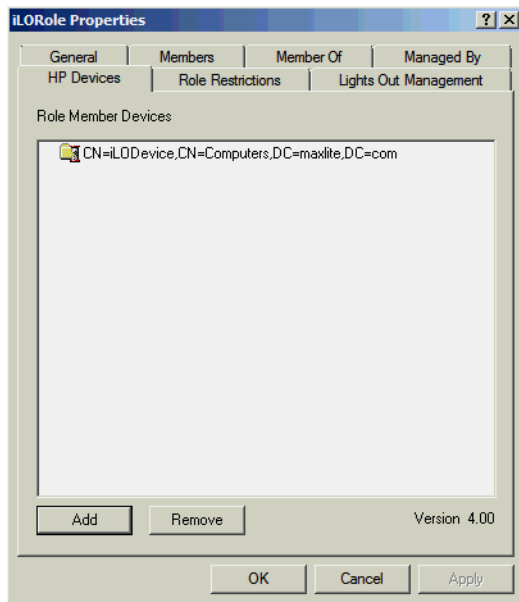 iLORole Properties
General Members Member Of Managed By
HP Devices Role Restrictions Lights Out Management
Role Member Devices
CN=iLODevice,CN=Computers,DC=maxlite,DC=com
Add Remove Version 4.00
OK Cancel Apply